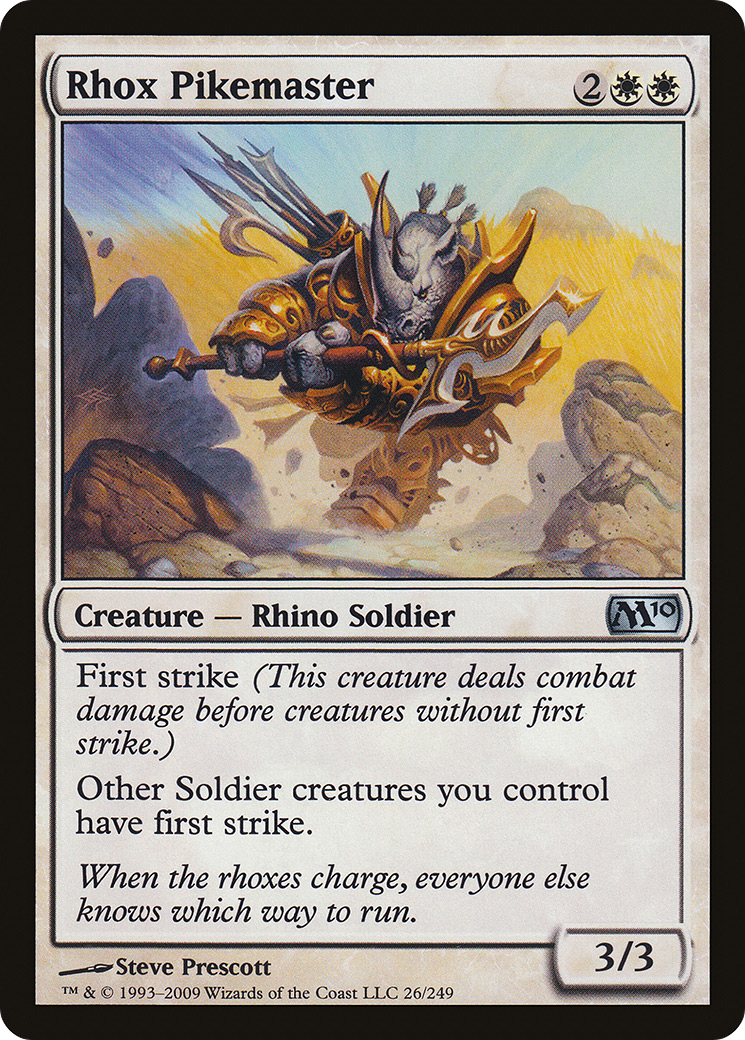 Rhox Pikemaster 2
Creature — Rhino Soldier M10
First strike (This creature deals combat
damage before creatures without first
strike.)
Other Soldier creatures you control
have first strike.
When the rhoxes charge, everyone else
knows which way to run.
3/3
Steve Prescott
™ & © 1993–2009 Wizards of the Coast LLC 26/249